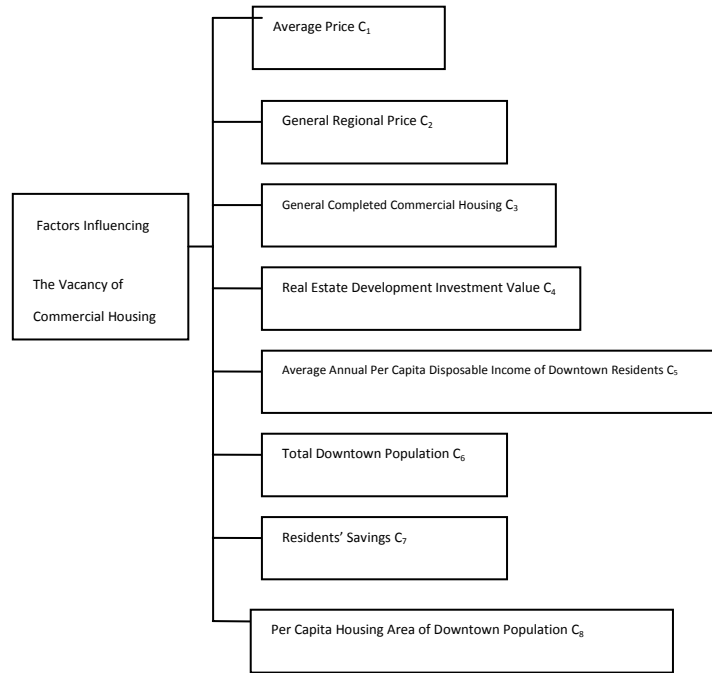 Average Price C₁
General Regional Price C₂
General Completed Commercial Housing C₃
Factors Influencing
The Vacancy of
Commercial Housing
Real Estate Development Investment Value C₄
Average Annual Per Capita Disposable Income of Downtown Residents C₅
Total Downtown Population C₆
Residents’ Savings C₇
Per Capita Housing Area of Downtown Population C₈